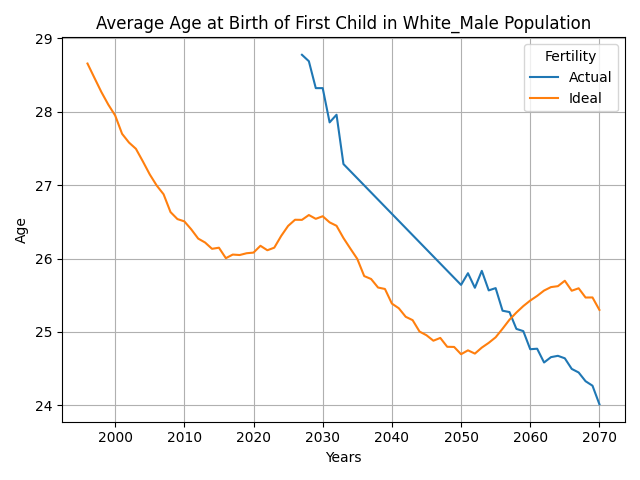 Average Age at Birth of First Child in White_Male Population
Fertility
Actual
Ideal
29
28
27
26
25
24
Age
2000 2010 2020 2030 2040 2050 2060 2070
Years